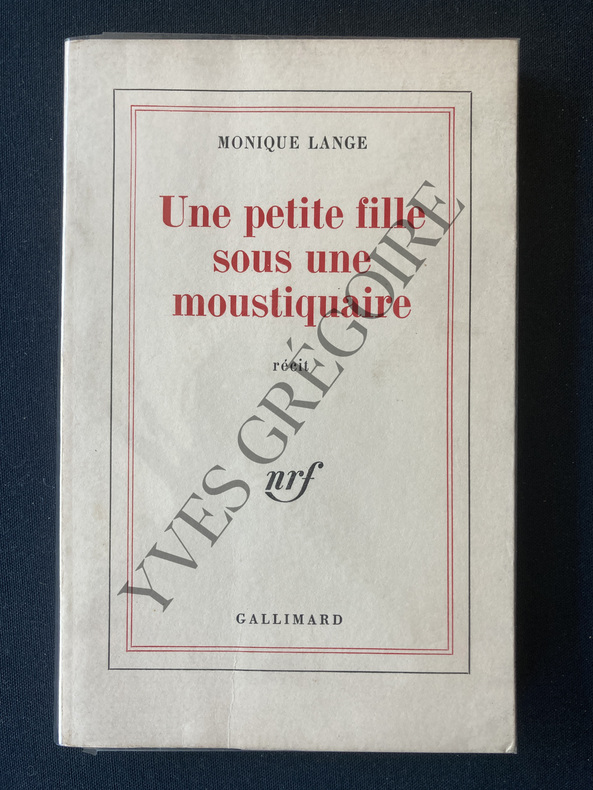 MONIQUE LANGE
Une petite fille
sous une
moustiquaire
récit
nrf
GALLIMARD
YVES GRÉGOIRE